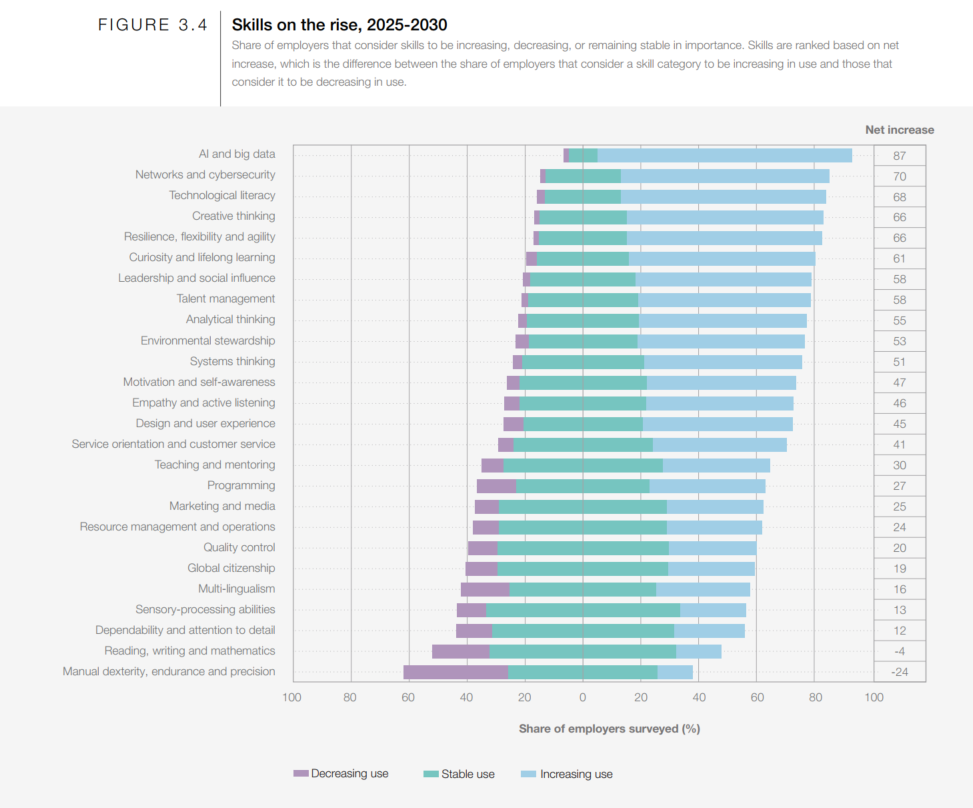 FIGURE 3.4
Skills on the rise, 2025-2030
Share of employers that consider skills to be increasing, decreasing, or remaining stable in importance. Skills are ranked based on net
increase, which is the difference between the share of employers that consider a skill category to be increasing in use and those that
consider it to be decreasing in use.
Net increase
AI and big data 87
Networks and cybersecurity 70
Technological literacy 68
Creative thinking 66
Resilience, flexibility and agility 66
Curiosity and lifelong learning 61
Leadership and social influence 58
Talent management 58
Analytical thinking 55
Environmental stewardship 53
Systems thinking 51
Motivation and self-awareness 47
Empathy and active listening 46
Design and user experience 45
Service orientation and customer service 41
Teaching and mentoring 30
Programming 27
Marketing and media 25
Resource management and operations 24
Quality control 20
Global citizenship 19
Multi-lingualism 16
Sensory-processing abilities 13
Dependability and attention to detail 12
Reading, writing and mathematics -4
Manual dexterity, endurance and precision -24
100 80 60 40 20 0 20 40 60 80 100
Share of employers surveyed (%)
Decreasing use Stable use Increasing use